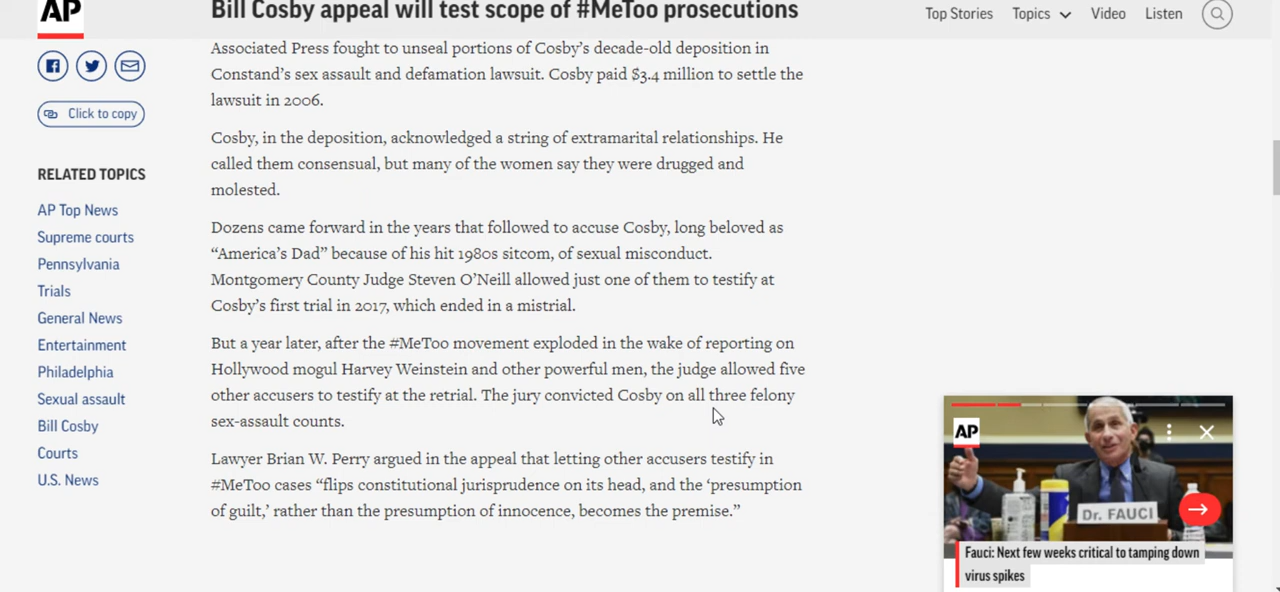 AP
Bill Cosby appeal will test scope of #MeToo prosecutions
Top Stories
Topics
Video
Listen
Click to copy
RELATED TOPICS
AP Top News
Supreme courts
Pennsylvania
Trials
General News
Entertainment
Philadelphia
Sexual assault
Bill Cosby
Courts
U.S. News
Associated Press fought to unseal portions of Cosby’s decade-old deposition in
Constand’s sex assault and defamation lawsuit. Cosby paid $3.4 million to settle the
lawsuit in 2006.
Cosby, in the deposition, acknowledged a string of extramarital relationships. He
called them consensual, but many of the women say they were drugged and
molested.
Dozens came forward in the years that followed to accuse Cosby, long beloved as
“America’s Dad” because of his hit 1980s sitcom, of sexual misconduct.
Montgomery County Judge Steven O’Neill allowed just one of them to testify at
Cosby’s first trial in 2017, which ended in a mistrial.
But a year later, after the #MeToo movement exploded in the wake of reporting on
Hollywood mogul Harvey Weinstein and other powerful men, the judge allowed five
other accusers to testify at the retrial. The jury convicted Cosby on all three felony
sex-assault counts.
Lawyer Brian W. Perry argued in the appeal that letting other accusers testify in
#MeToo cases “flips constitutional jurisprudence on its head, and the ‘presumption
of guilt,’ rather than the presumption of innocence, becomes the premise.”
AP
Dr. FAUCI
Fauci: Next few weeks critical to tamping down
virus spikes